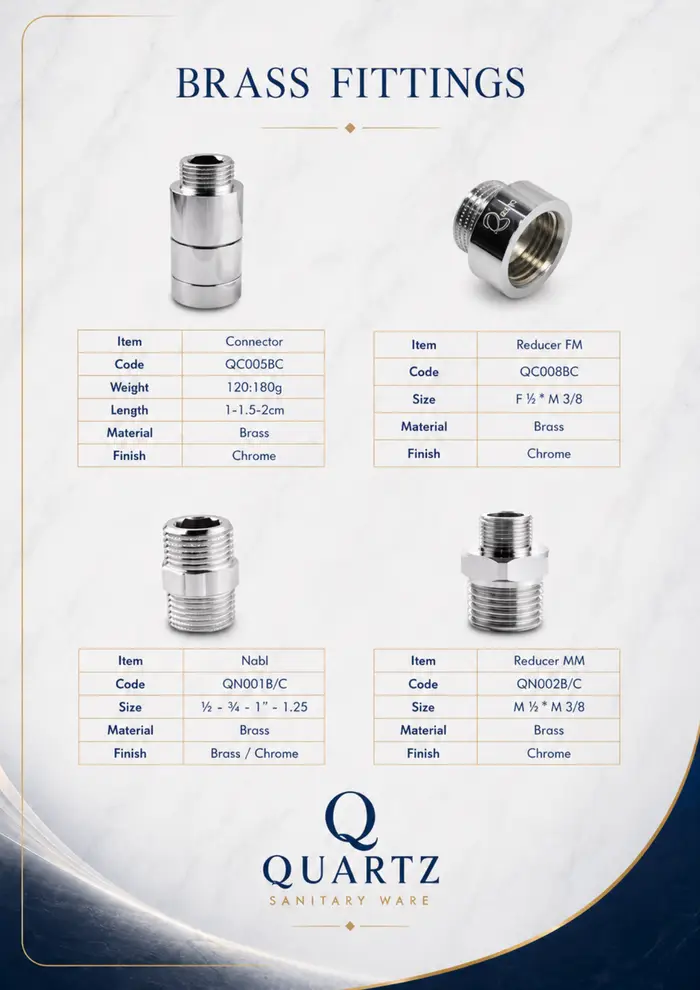 BRASS FITTINGS
Item Connector
Code QC005BC
Weight 120:180g
Length 1-1.5-2cm
Material Brass
Finish Chrome
Item Reducer FM
Code QC008BC
Size F ½ * M 3/8
Material Brass
Finish Chrome
Item Nabl
Code QN001B/C
Size ½ - ¾ - 1” - 1.25
Material Brass
Finish Brass / Chrome
Item Reducer MM
Code QN002B/C
Size M ½ * M 3/8
Material Brass
Finish Chrome
Q
QUARTZ
SANITARY WARE